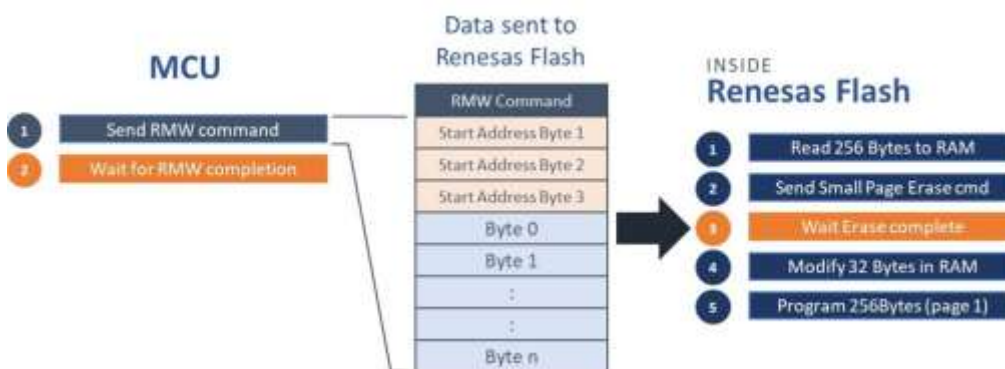 MCU
1 Send RMW command
2 Wait for RMW completion
Data sent to
Renesas Flash
RMW Command
Start Address Byte 1
Start Address Byte 2
Start Address Byte 3
Byte 0
Byte 1
:
:
Byte n
INSIDE
Renesas Flash
1 Read 256 Bytes to RAM
2 Send Small Page Erase cmd
3 Wait Erase complete
4 Modify 32 Bytes in RAM
5 Program 256Bytes (page 1)